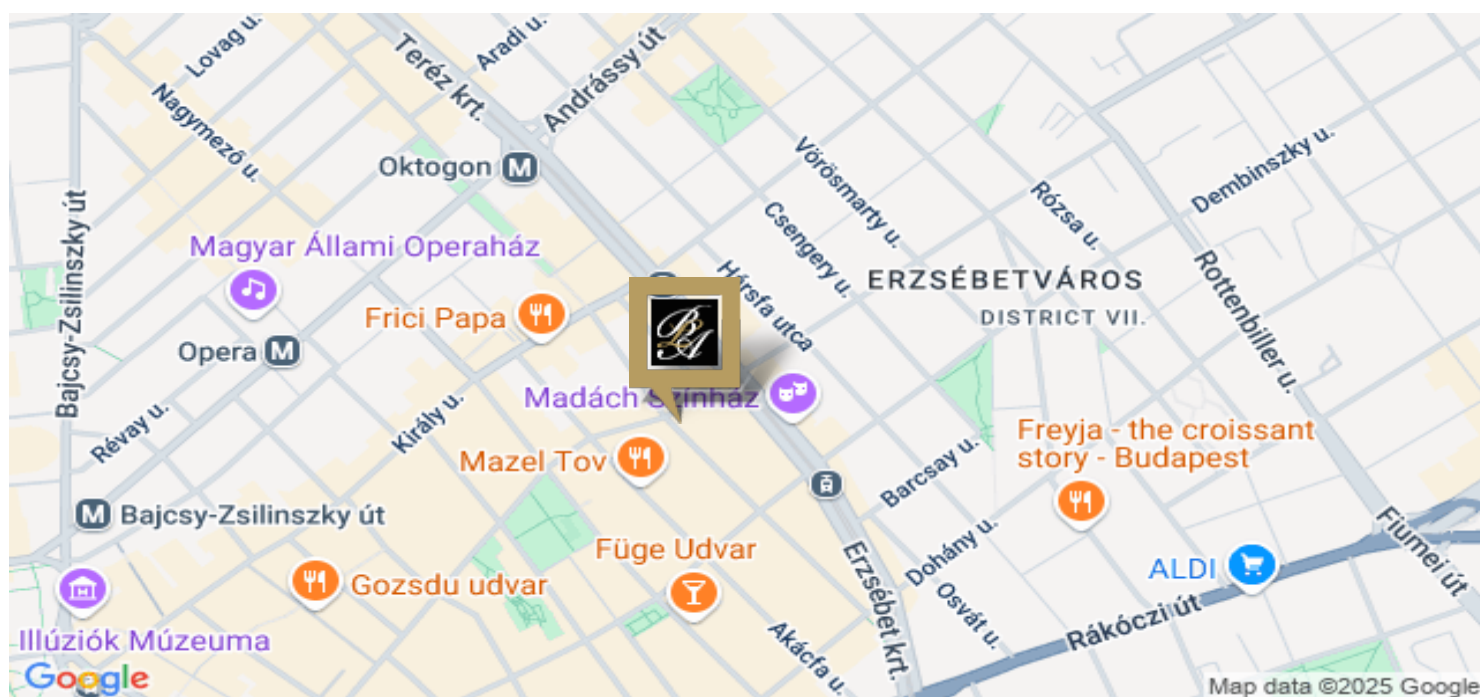 Lovag u.
Aradi u.
Teréz krt.
Andrássy út
Nagymező u.
Oktogon M
Vörösmarty u.
Dembinszky u.
Rózsa u.
Csengery u.
Bajcsy-Zsilinszky út
Magyar Állami Operaház
Hársfa utca
ERZSÉBETVÁROS
DISTRICT VII.
Rottenbiller u.
Frici Papa
BLA
Opera M
Madách Színház
Révay u.
Király u.
Mazel Tov
Freyja - the croissant
story - Budapest
Barcsay u.
M Bajcsy-Zsilinszky út
Füge Udvar
Dohány u.
Fiumei út
Gozsdu udvar
Erzsébet krt.
ALDI
Osvát u.
Rákóczi út
Illúziók Múzeuma
Akácfa u.
Google
Map data ©2025 Google